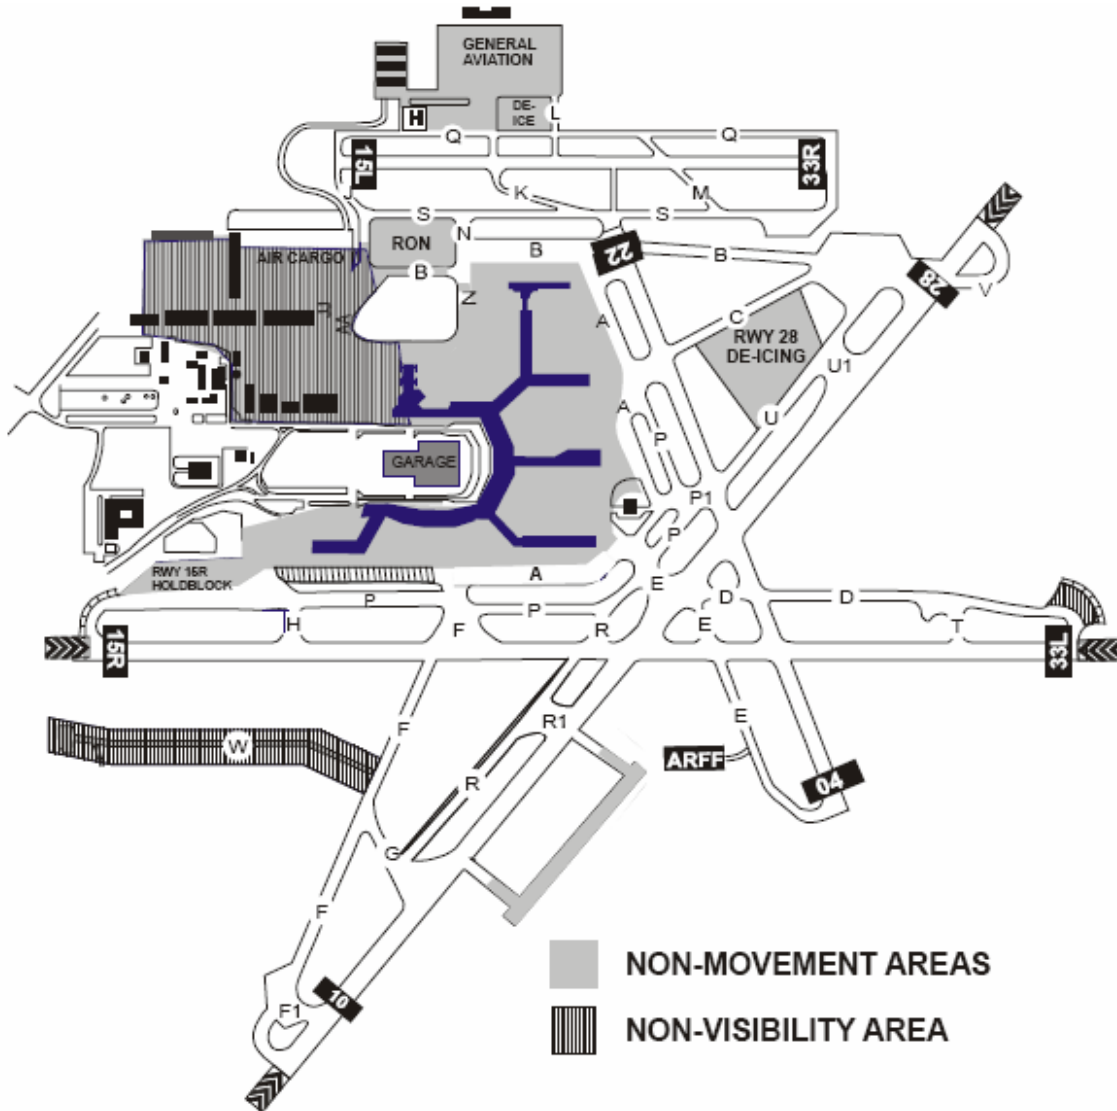 GENERAL
AVIATION
DE-
ICE
L
H
Q
Q
15L
33R
J
K
M
S
S
N
RON
B
22
B
AIR CARGO
B
28
V
Z
A
C
RWY 28
DE-ICING
U1
A
U
P
GARAGE
P1
P
RWY 15R
HOLDBLOCK
A
E
P
P
D
D
H
F
R
E
T
15R
33L
F
R1
E
W
ARFF
R
04
G
F
10
F1
NON-MOVEMENT AREAS
NON-VISIBILITY AREA